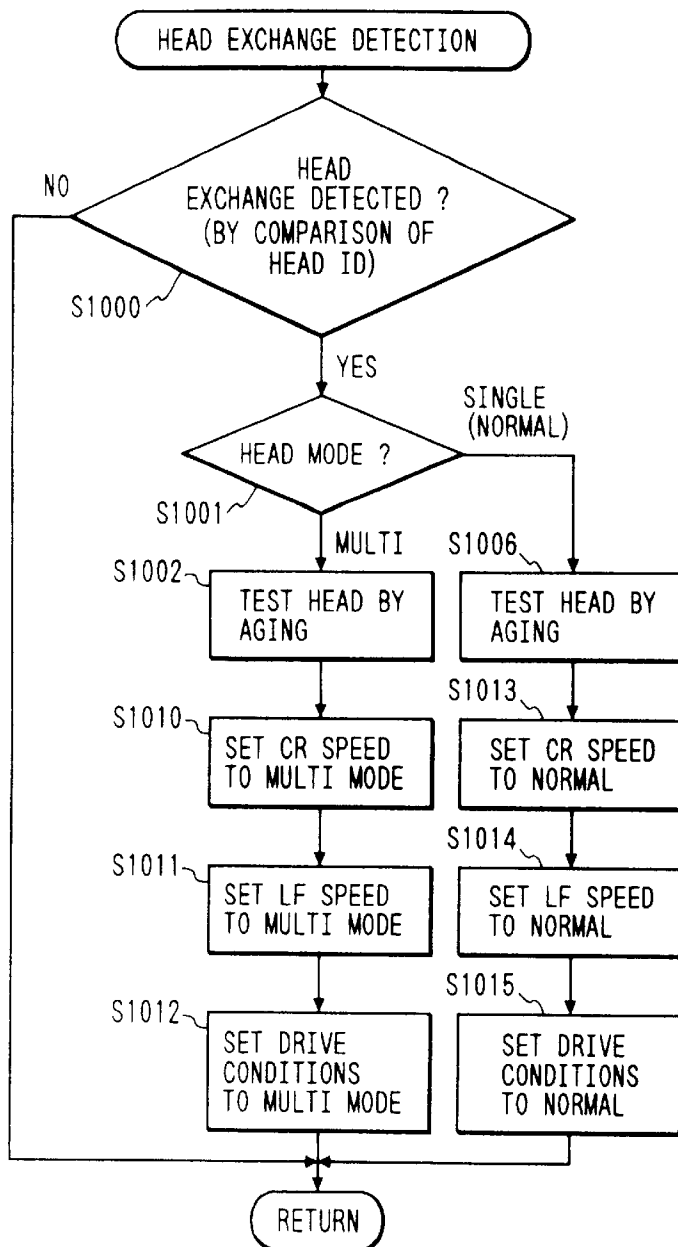 HEAD EXCHANGE DETECTION
HEAD
EXCHANGE DETECTED ?
(BY COMPARISON OF
HEAD ID)
NO
S1000
YES
HEAD MODE ?
SINGLE
(NORMAL)
S1001
MULTI
S1002
TEST HEAD BY
AGING
S1010
SET CR SPEED
TO MULTI MODE
S1011
SET LF SPEED
TO MULTI MODE
S1012
SET DRIVE
CONDITIONS
TO MULTI MODE
S1006
TEST HEAD BY
AGING
S1013
SET CR SPEED
TO NORMAL
S1014
SET LF SPEED
TO NORMAL
S1015
SET DRIVE
CONDITIONS
TO NORMAL
RETURN